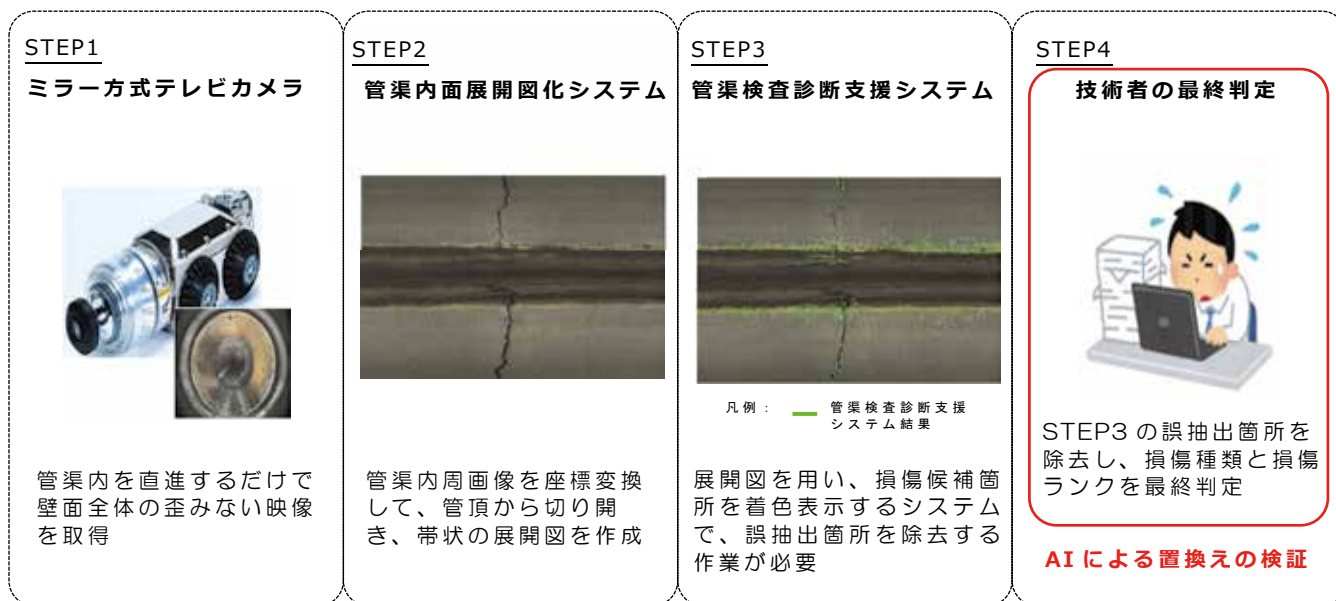 STEP1
ミラー方式テレビカメラ
管渠内を直進するだけで
壁面全体の歪みない映像
を取得
STEP2
管渠内面展開図化システム
管渠内周画像を座標変換
して、管頂から切り開
き、帯状の展開図を作成
STEP3
管渠検査診断支援システム
凡例： 管渠検査診断支援
システム結果
展開図を用い、損傷候補箇
所を着色表示するシステム
で、誤抽出箇所を除去する
作業が必要
STEP4
技術者の最終判定
STEP3の誤抽出箇所を
除去し、損傷種類と損傷
ランクを最終判定
AIによる置換えの検証